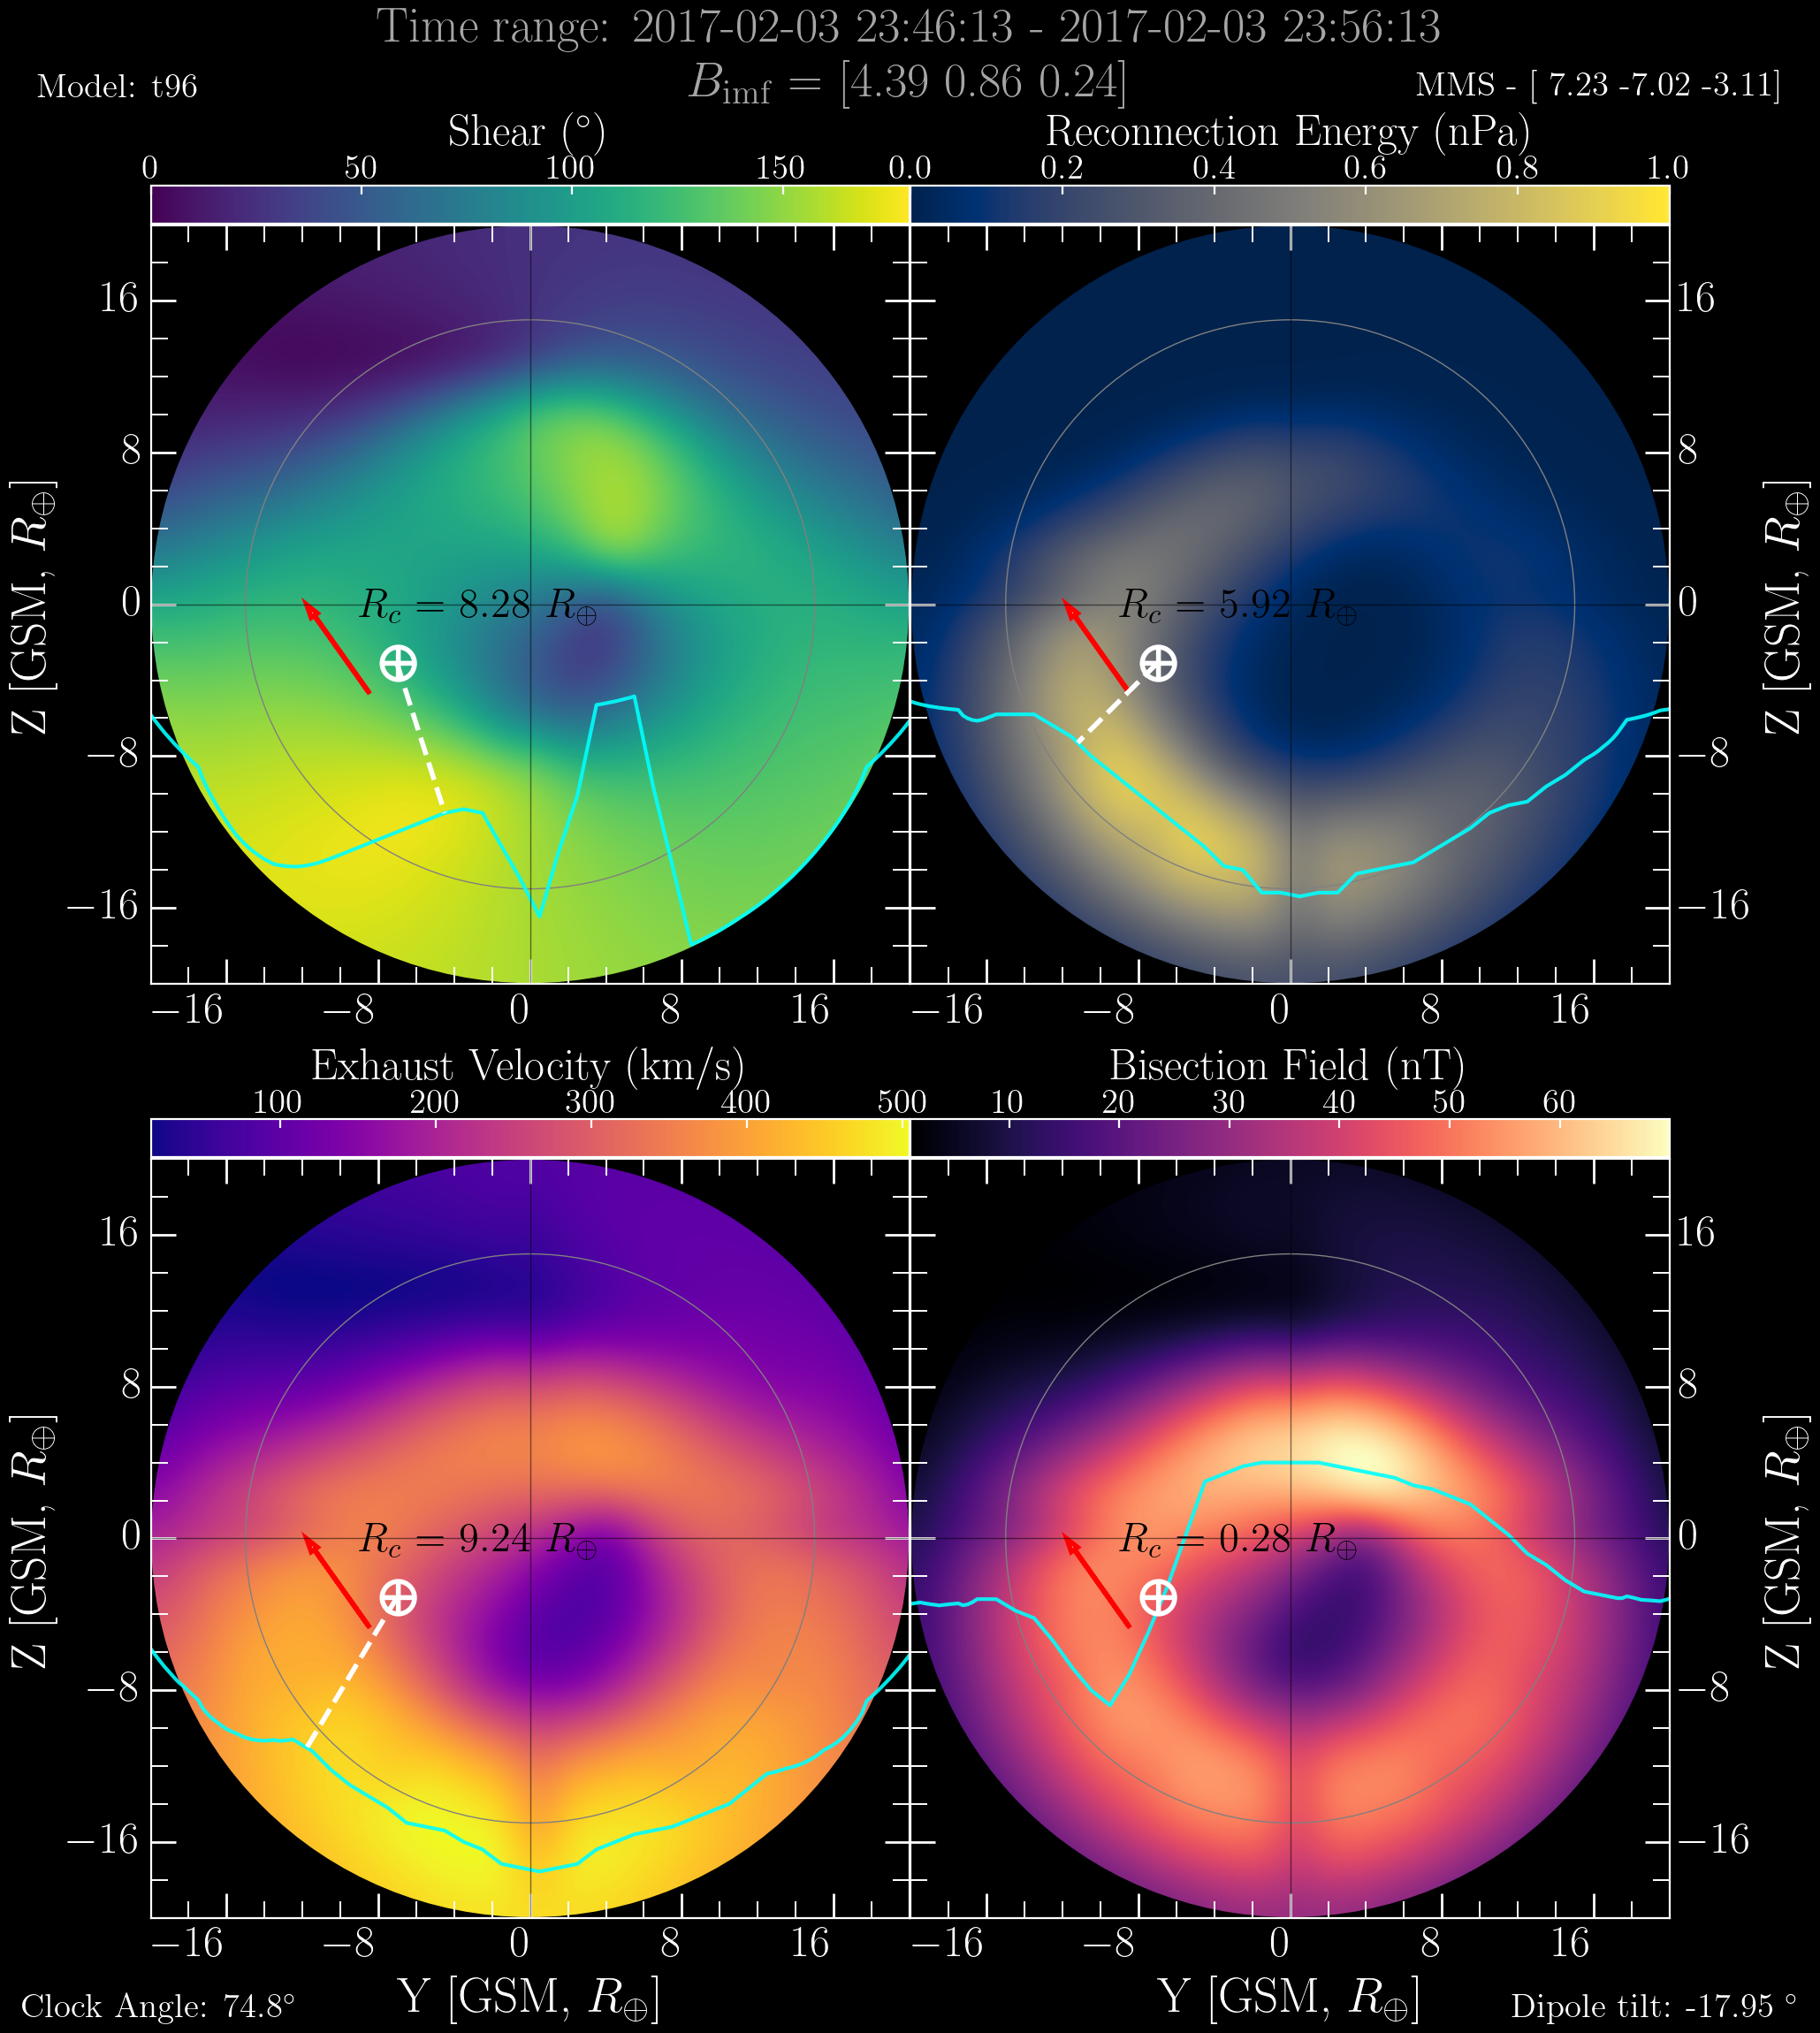 Time range: 2017-02-03 23:46:13 - 2017-02-03 23:56:13
Model: t96
B_imf = [4.39 0.86 0.24]
MMS - [ 7.23 -7.02 -3.11]
Shear (°)
Reconnection Energy (nPa)
0 50 100 150
0.0 0.2 0.4 0.6 0.8 1.0
16
8
0
−8
−16
Z [GSM, R⊕]
R_c = 8.28 R⊕
R_c = 5.92 R⊕
16
8
0
−8
−16
Z [GSM, R⊕]
−16 −8 0 8 16
−16 −8 0 8 16
Exhaust Velocity (km/s)
Bisection Field (nT)
100 200 300 400 500
10 20 30 40 50 60
16
8
0
−8
−16
Z [GSM, R⊕]
R_c = 9.24 R⊕
R_c = 0.28 R⊕
16
8
0
−8
−16
Z [GSM, R⊕]
−16 −8 0 8 16
−16 −8 0 8 16
Y [GSM, R⊕]
Y [GSM, R⊕]
Clock Angle: 74.8°
Dipole tilt: -17.95 °